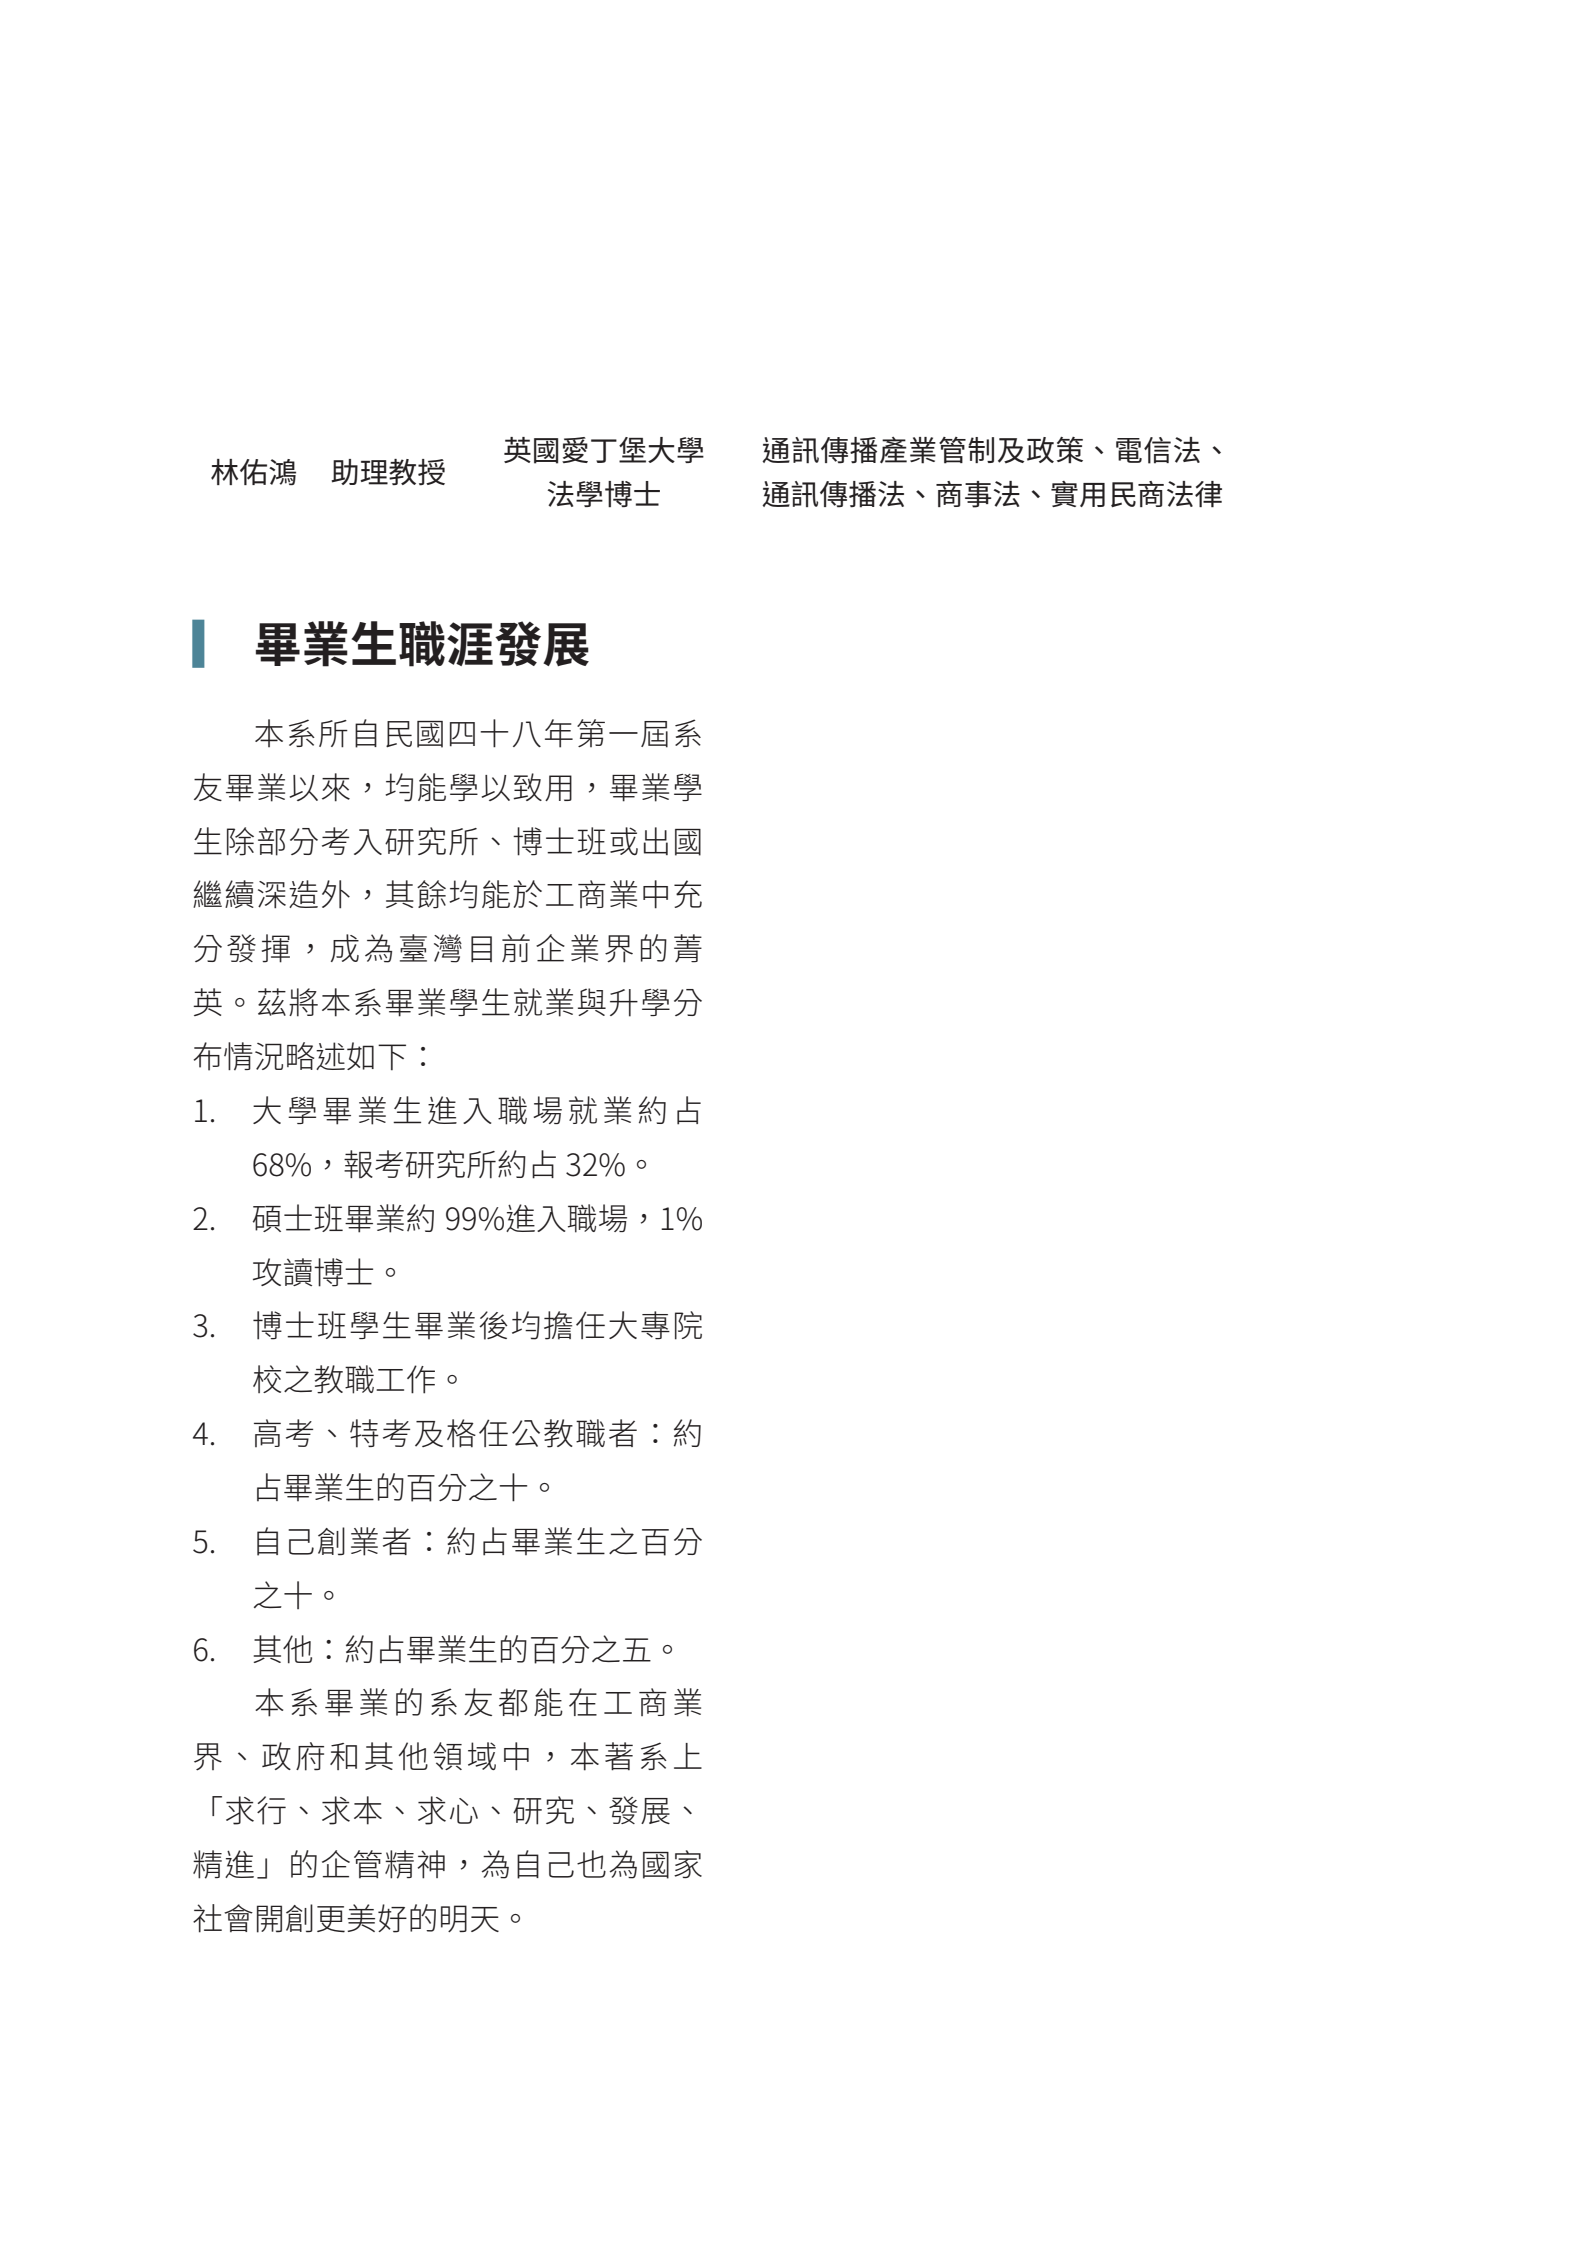 林佑鴻 助理教授 英國愛丁堡大學 通訊傳播產業管制及政策、電信法、
法學博士 通訊傳播法、商事法、實用民商法律
畢業生職涯發展
本系所自民國四十八年第一屆系
友畢業以來，均能學以致用，畢業學
生除部分考入研究所、博士班或出國
繼續深造外，其餘均能於工商業中充
分發揮，成為臺灣目前企業界的菁
英。茲將本系畢業學生就業與升學分
布情況略述如下：
1. 大學畢業生進入職場就業約占
68%，報考研究所約占 32%。
2. 碩士班畢業約 99%進入職場，1%
攻讀博士。
3. 博士班學生畢業後均擔任大專院
校之教職工作。
4. 高考、特考及格任公教職者：約
占畢業生的百分之十。
5. 自己創業者：約占畢業生之百分
之十。
6. 其他：約占畢業生的百分之五。
本系畢業的系友都能在工商業
界、政府和其他領域中，本著系上
「求行、求本、求心、研究、發展、
精進」的企管精神，為自己也為國家
社會開創更美好的明天。